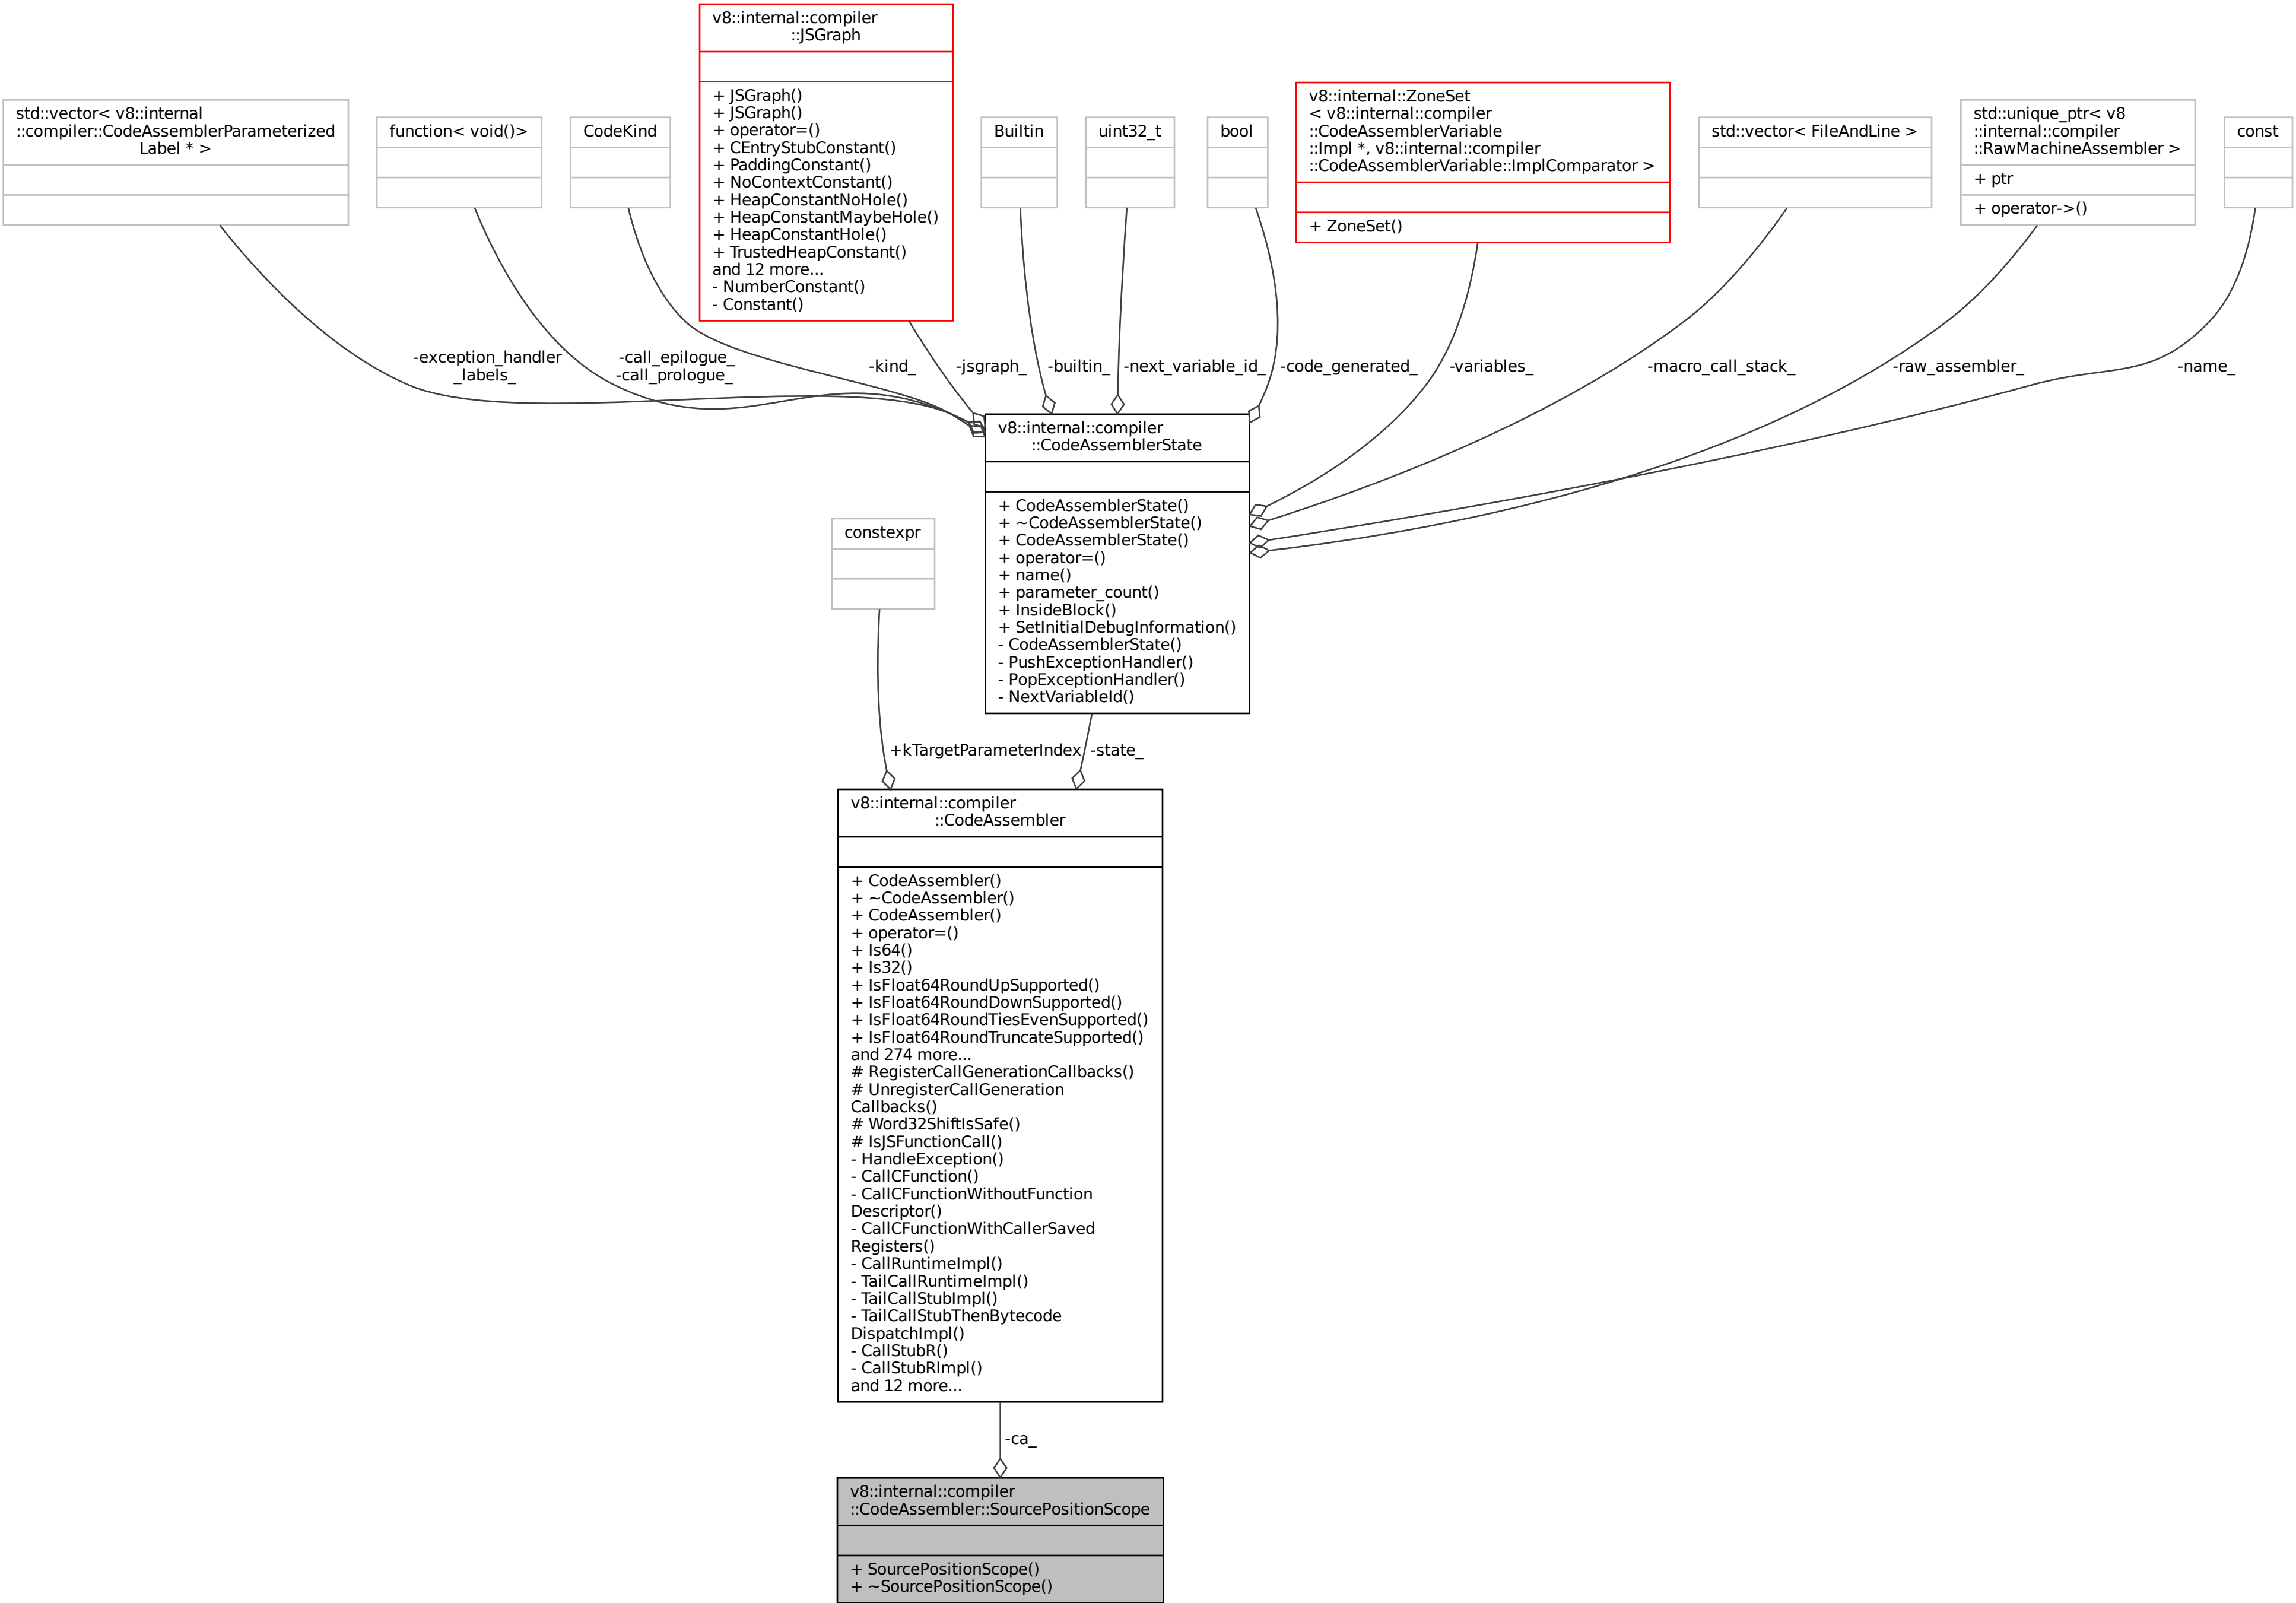 v8::internal::compiler
::JSGraph
+ JSGraph()
+ JSGraph()
+ operator=()
+ CEntryStubConstant()
+ PaddingConstant()
+ NoContextConstant()
+ HeapConstantNoHole()
+ HeapConstantMaybeHole()
+ HeapConstantHole()
+ TrustedHeapConstant()
and 12 more...
- NumberConstant()
- Constant()
v8::internal::ZoneSet
< v8::internal::compiler
::CodeAssemblerVariable
::Impl *, v8::internal::compiler
::CodeAssemblerVariable::ImplComparator >
+ ZoneSet()
std::vector< v8::internal
::compiler::CodeAssemblerParameterized
Label * >
function< void()>
CodeKind
Builtin
uint32_t
bool
std::vector< FileAndLine >
std::unique_ptr< v8
::internal::compiler
::RawMachineAssembler >
+ ptr
+ operator->()
const
-exception_handler
_labels_
-call_epilogue_
-call_prologue_
-kind_
-jsgraph_
-builtin_
-next_variable_id_
-code_generated_
-variables_
-macro_call_stack_
-raw_assembler_
-name_
v8::internal::compiler
::CodeAssemblerState
+ CodeAssemblerState()
+ ~CodeAssemblerState()
+ CodeAssemblerState()
+ operator=()
+ name()
+ parameter_count()
+ InsideBlock()
+ SetInitialDebugInformation()
- CodeAssemblerState()
- PushExceptionHandler()
- PopExceptionHandler()
- NextVariableId()
constexpr
+kTargetParameterIndex
-state_
v8::internal::compiler
::CodeAssembler
+ CodeAssembler()
+ ~CodeAssembler()
+ CodeAssembler()
+ operator=()
+ Is64()
+ Is32()
+ IsFloat64RoundUpSupported()
+ IsFloat64RoundDownSupported()
+ IsFloat64RoundTiesEvenSupported()
+ IsFloat64RoundTruncateSupported()
and 274 more...
# RegisterCallGenerationCallbacks()
# UnregisterCallGeneration
Callbacks()
# Word32ShiftIsSafe()
# IsJSFunctionCall()
- HandleException()
- CallCFunction()
- CallCFunctionWithoutFunction
Descriptor()
- CallCFunctionWithCallerSaved
Registers()
- CallRuntimeImpl()
- TailCallRuntimeImpl()
- TailCallStubImpl()
- TailCallStubThenBytecode
DispatchImpl()
- CallStubR()
- CallStubRImpl()
and 12 more...
-ca_
v8::internal::compiler
::CodeAssembler::SourcePositionScope
+ SourcePositionScope()
+ ~SourcePositionScope()